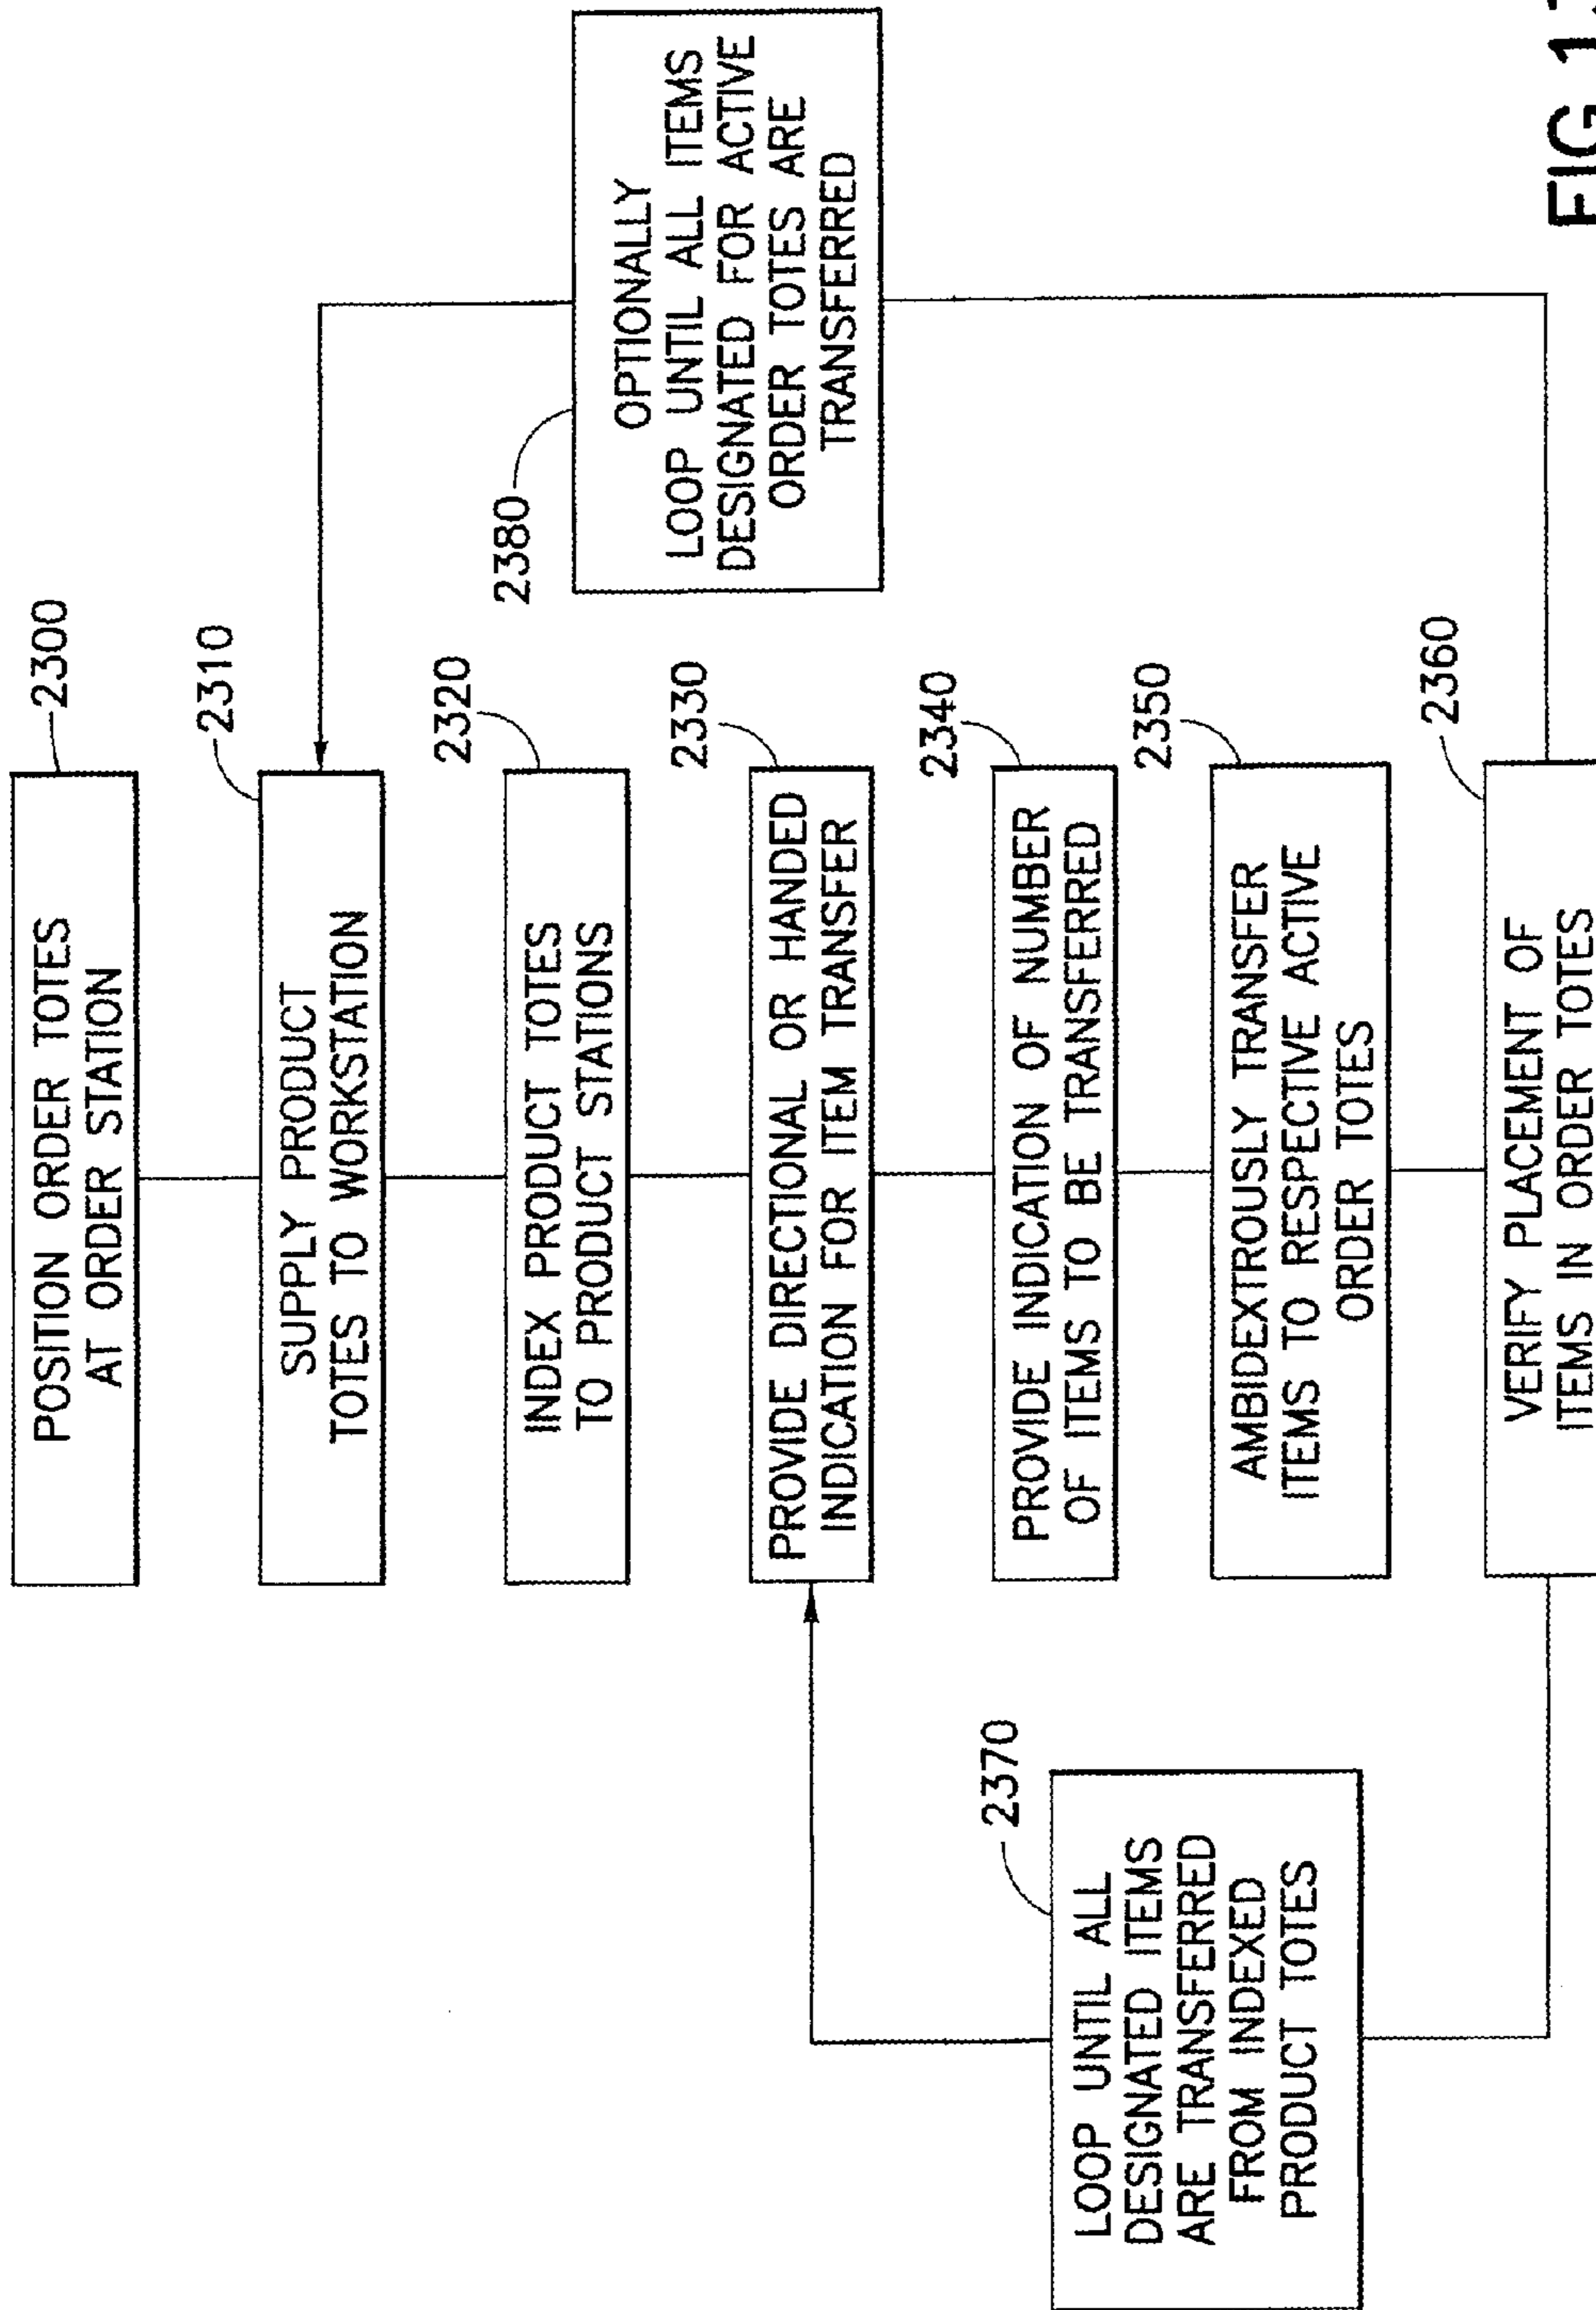 POSITION ORDER TOTES
AT ORDER STATION
2300
SUPPLY PRODUCT
TOTES TO WORKSTATION
2310
INDEX PRODUCT TOTES
TO PRODUCT STATIONS
2320
PROVIDE DIRECTIONAL OR HANDED
INDICATION FOR ITEM TRANSFER
2330
PROVIDE INDICATION OF NUMBER
OF ITEMS TO BE TRANSFERRED
2340
AMBIDEXTROUSLY TRANSFER
ITEMS TO RESPECTIVE ACTIVE
ORDER TOTES
2350
VERIFY PLACEMENT OF
ITEMS IN ORDER TOTES
2360
LOOP UNTIL ALL
DESIGNATED ITEMS
ARE TRANSFERRED
FROM INDEXED
PRODUCT TOTES
2370
OPTIONALLY
LOOP UNTIL ALL ITEMS
DESIGNATED FOR ACTIVE
ORDER TOTES ARE
TRANSFERRED
2380
FIG.